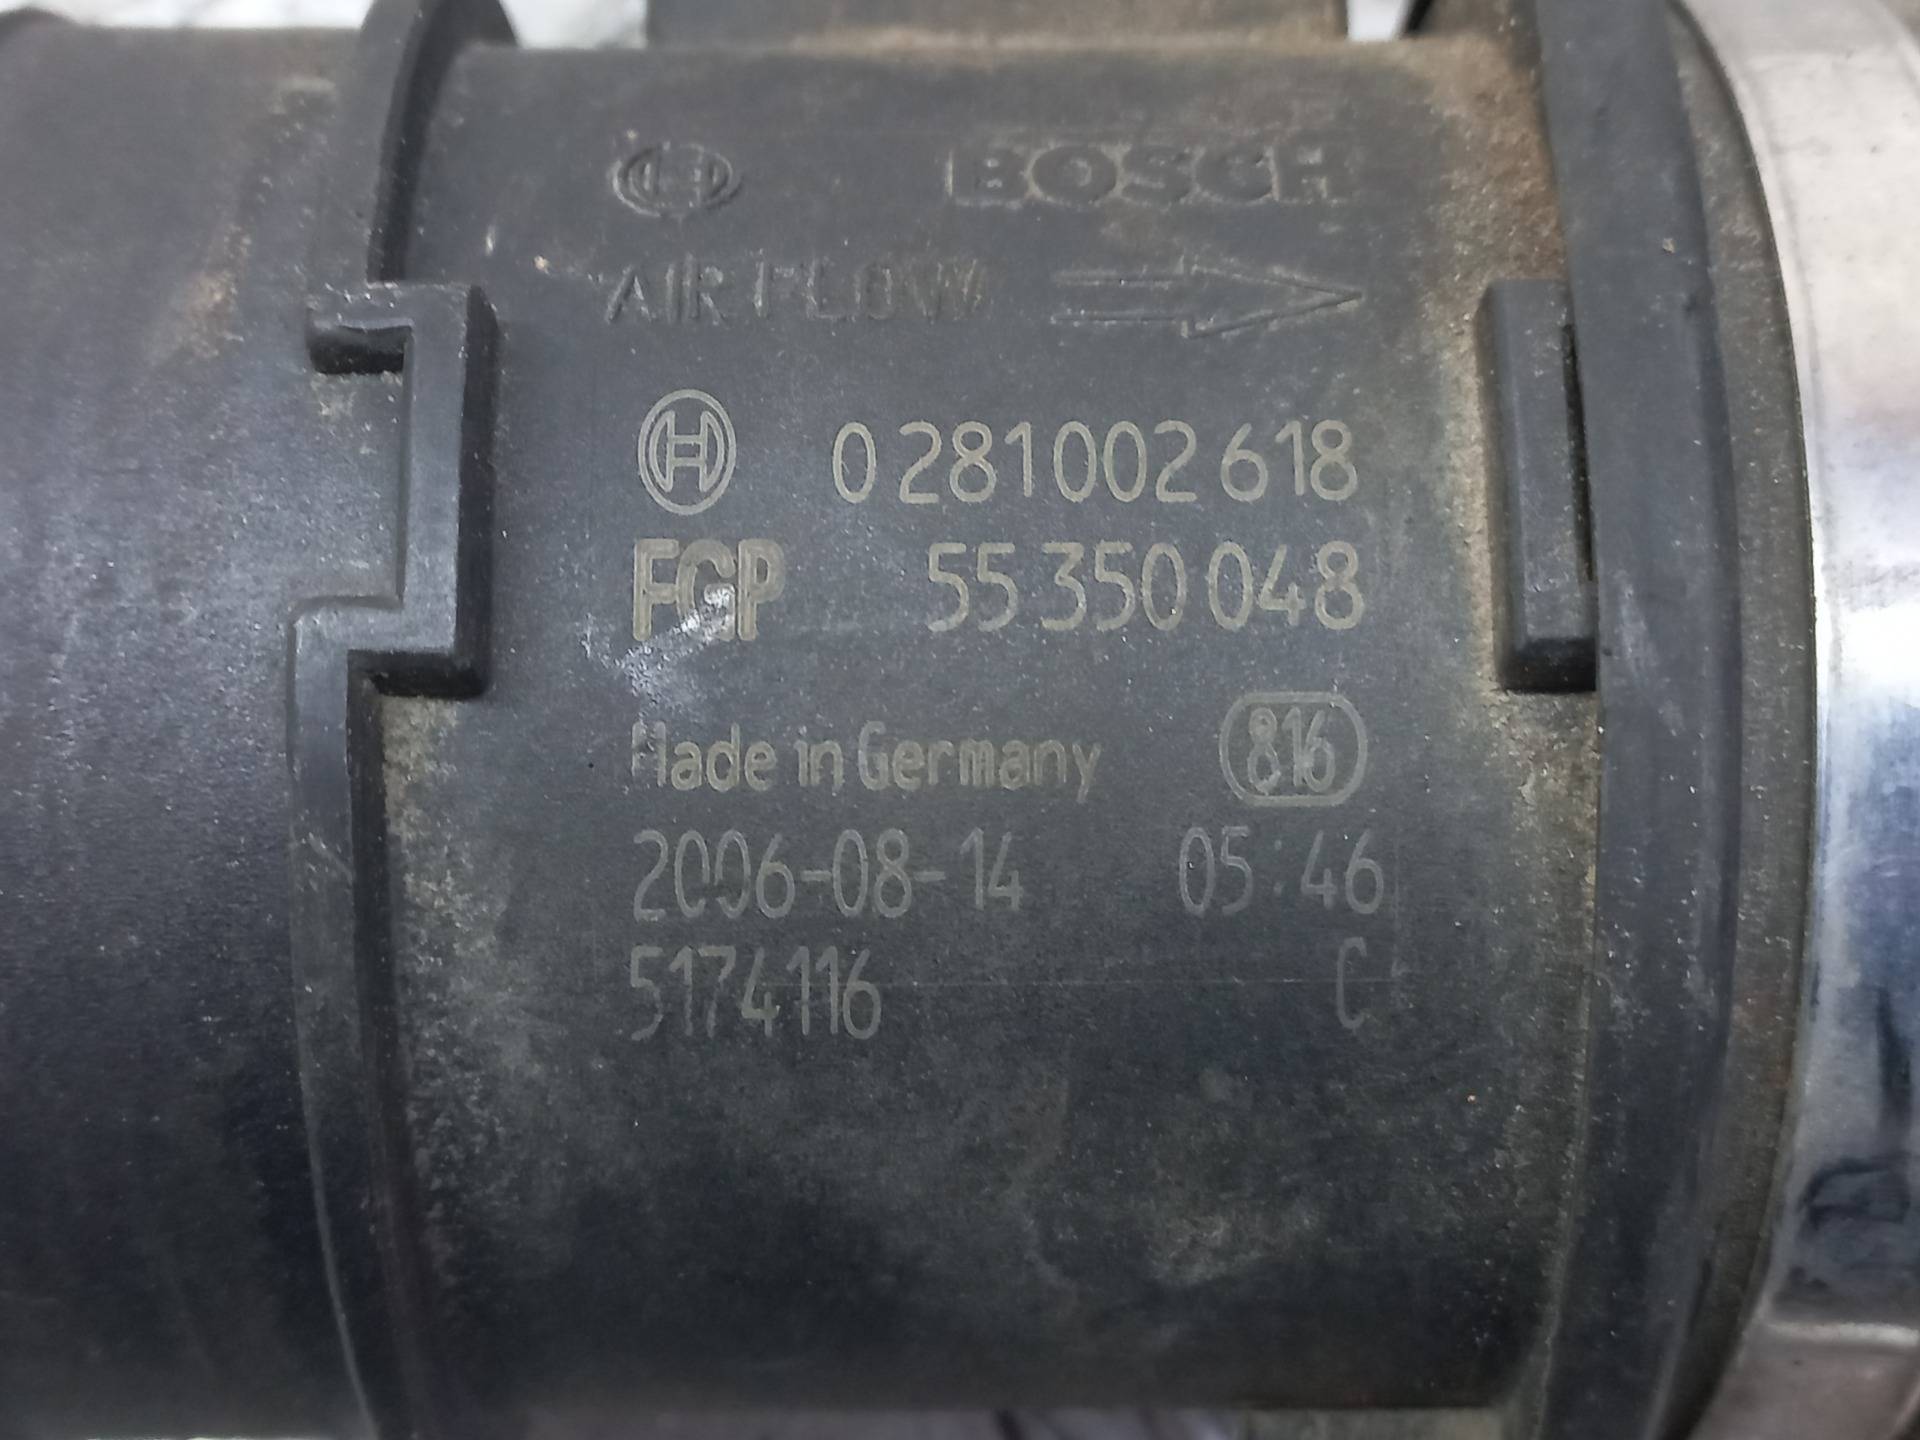 BOSCH
AIR FLOW
0 281 002 618
FGP 55 350 048
Made in Germany 816
2006-08-14 05:46
5174116 C